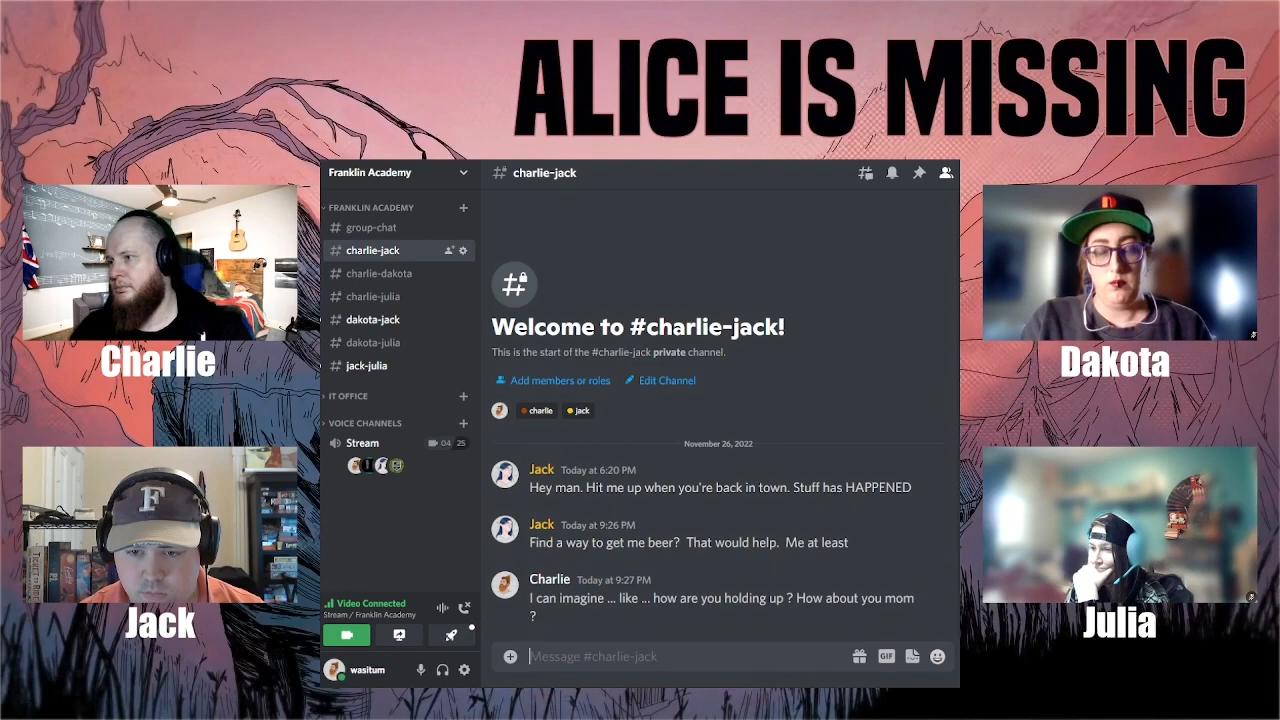 ALICE IS MISSING
Franklin Academy
FRANKLIN ACADEMY
group-chat
charlie-jack
charlie-dakota
charlie-julia
dakota-jack
dakota-julia
jack-julia
IT OFFICE
VOICE CHANNELS
Stream
04 25
Video Connected
Stream / Franklin Academy
wasitum
charlie-jack
Welcome to #charlie-jack!
This is the start of the #charlie-jack private channel.
Add members or roles Edit Channel
charlie jack
November 26, 2022
Jack Today at 6:20 PM
Hey man. Hit me up when you're back in town. Stuff has HAPPENED
Jack Today at 9:26 PM
Find a way to get me beer? That would help. Me at least
Charlie Today at 9:27 PM
I can imagine ... like ... how are you holding up ? How about you mom
?
Message #charlie-jack
GIF
Charlie
F
TICKET TO
Jack
Dakota
Julia